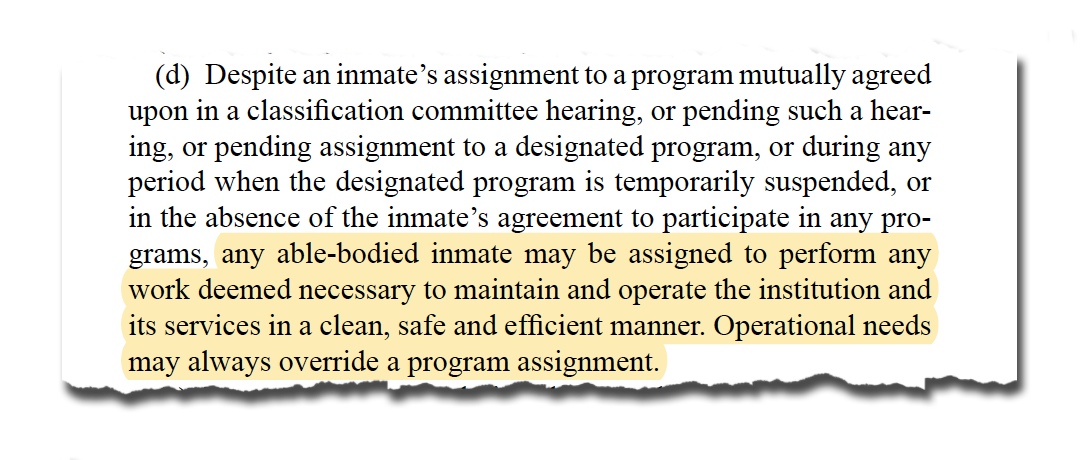 (d) Despite an inmate’s assignment to a program mutually agreed
upon in a classification committee hearing, or pending such a hear-
ing, or pending assignment to a designated program, or during any
period when the designated program is temporarily suspended, or
in the absence of the inmate’s agreement to participate in any pro-
grams, any able-bodied inmate may be assigned to perform any
work deemed necessary to maintain and operate the institution and
its services in a clean, safe and efficient manner. Operational needs
may always override a program assignment.